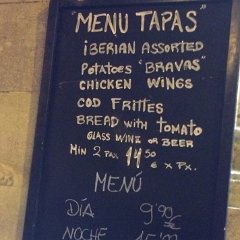 "MENU TAPAS"
iBERIAN ASSORTED
POTATOES "BRAVAS"
CHICKEN WINGS
COD FRITTES
BREAD with TOMATO
GLASS WINE OR BEER
MIN 2 PAX 14,50 € x Px.
MENÚ
DÍA 9'90 €
NOCHE